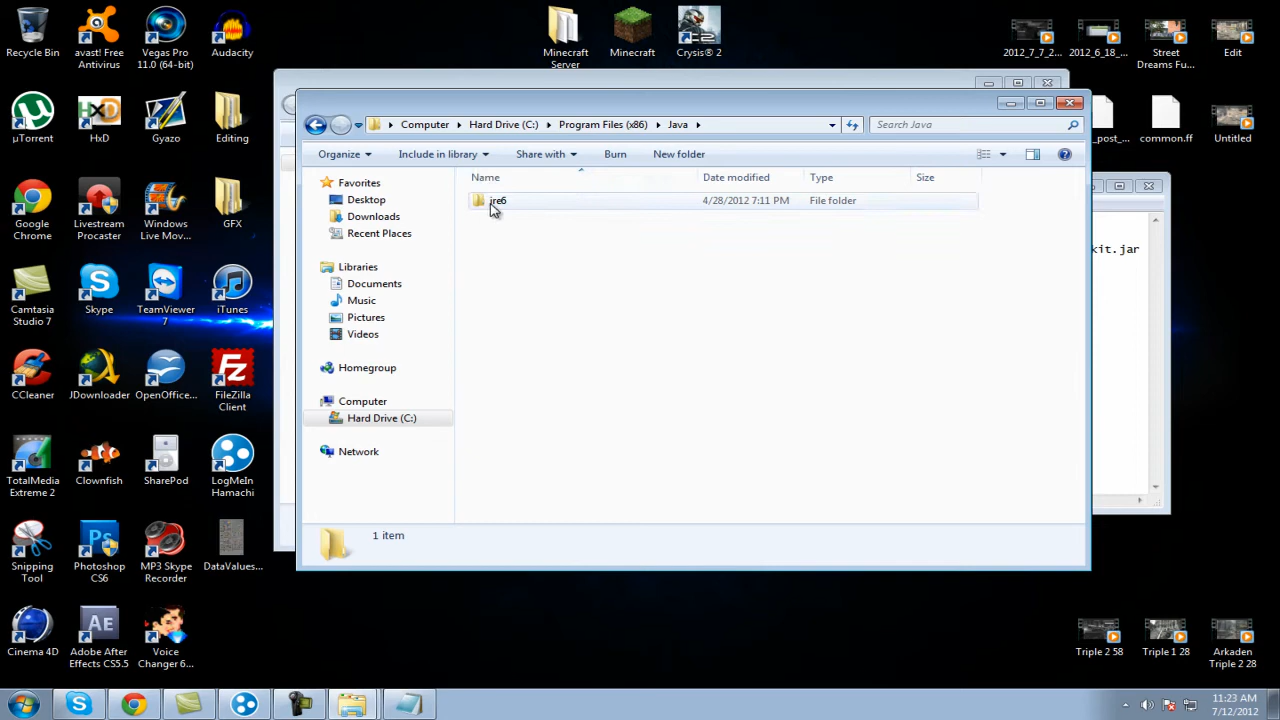 Recycle Bin
avast! Free
Antivirus
Vegas Pro
11.0 (64-bit)
Audacity
Minecraft
Server
Minecraft
Crysis® 2
2012_7_7_2...
2012_6_18_...
Street
Dreams Fu...
Edit
µTorrent
HxD
HxD
Gyazo
Editing
common.ff
_post_...
Untitled
Computer
Hard Drive (C:)
Program Files (x86)
Java
Search Java
Organize
Include in library
Share with
Burn
New folder
Name
Date modified
Type
Size
jre6
4/28/2012 7:11 PM
File folder
Favorites
Desktop
Downloads
Recent Places
Libraries
Documents
Music
Pictures
Videos
Homegroup
Computer
Hard Drive (C:)
Network
1 item
kit.jar
Google
Chrome
Livestream
Procaster
Windows
Live Mov...
GFX
Camtasia
Studio 7
Skype
TeamViewer
7
iTunes
CCleaner
JDownloader
OpenOffice...
FileZilla
Client
Fz
TotalMedia
Extreme 2
Clownfish
SharePod
LogMeIn
Hamachi
Snipping
Tool
Ps
Photoshop
CS6
MP3 Skype
Recorder
DataValues...
Cinema 4D
AE
Adobe After
Effects CS5.5
Voice
Changer 6...
Triple 2 58
Triple 1 28
Arkaden
Triple 2 28
11:23 AM
7/12/2012